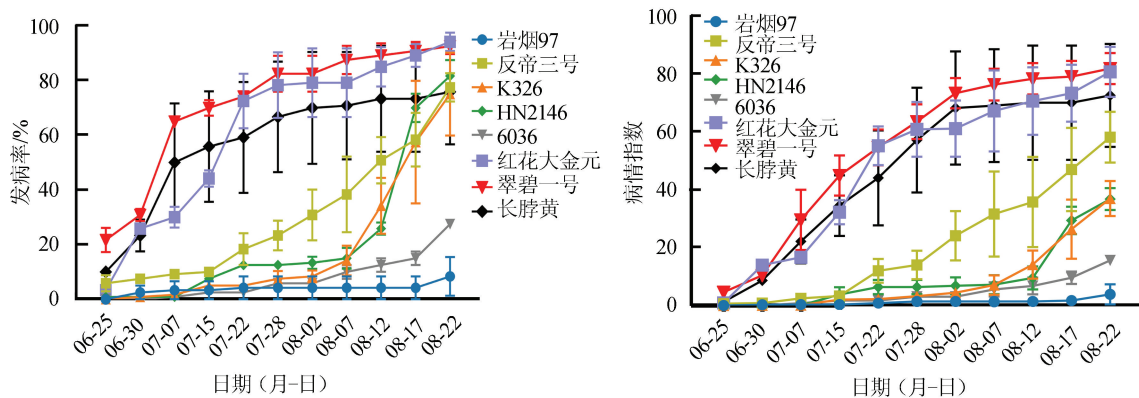 发病率/%
100
80
60
40
20
0
06-25
06-30
07-07
07-15
07-22
07-28
08-02
08-07
08-12
08-17
08-22
日期（月-日）
岩烟97
反帝三号
K326
HN2146
6036
红花大金元
翠碧一号
长脖黄
病情指数
100
80
60
40
20
0
06-25
06-30
07-07
07-15
07-22
07-28
08-02
08-07
08-12
08-17
08-22
日期（月-日）
岩烟97
反帝三号
K326
HN2146
6036
红花大金元
翠碧一号
长脖黄